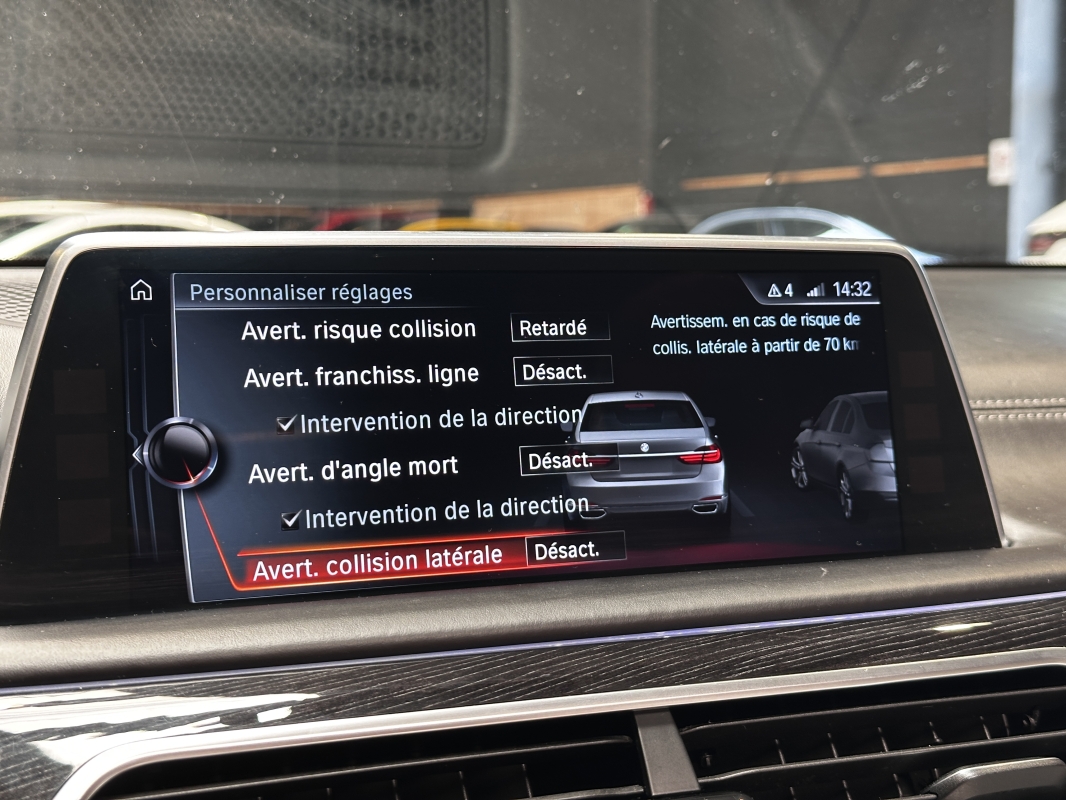 Personnaliser réglages
4 14:32
Avert. risque collision Retardé
Avertissem. en cas de risque de
collis. latérale à partir de 70 km
Avert. franchiss. ligne Désact.
Intervention de la direction
Avert. d'angle mort Désact.
Intervention de la direction
Avert. collision latérale Désact.